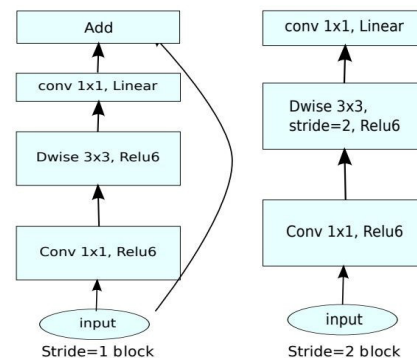 Add
conv 1x1, Linear
Dwise 3x3, Relu6
Conv 1x1, Relu6
input
Stride=1 block
conv 1x1, Linear
Dwise 3x3,
stride=2, Relu6
Conv 1x1, Relu6
input
Stride=2 block